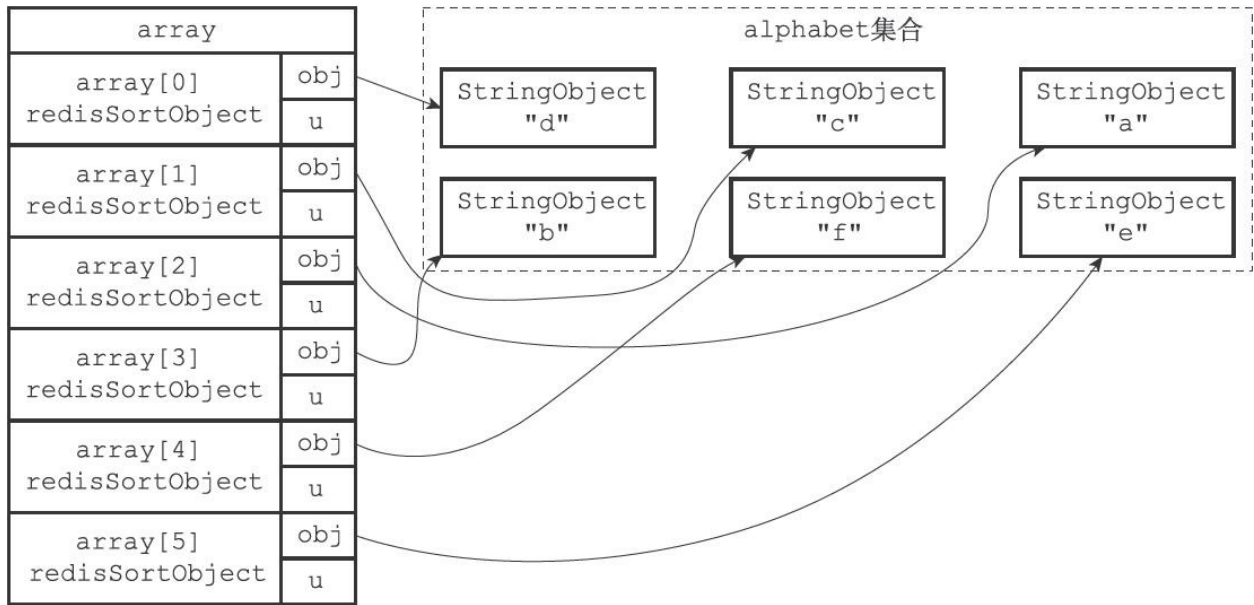 array
array[0]
redisSortObject
obj
u
array[1]
redisSortObject
obj
u
array[2]
redisSortObject
obj
u
array[3]
redisSortObject
obj
u
array[4]
redisSortObject
obj
u
array[5]
redisSortObject
obj
u
alphabet集合
StringObject
"d"
StringObject
"c"
StringObject
"a"
StringObject
"b"
StringObject
"f"
StringObject
"e"